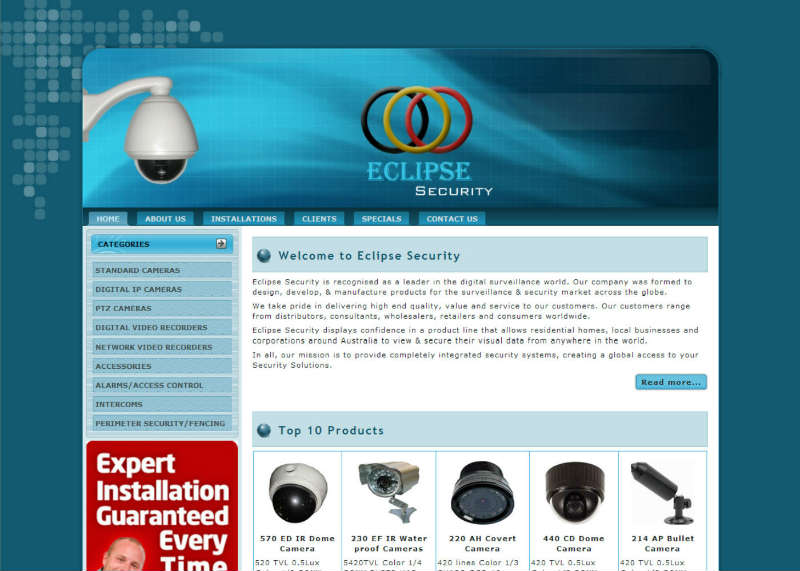 ECLIPSE
SECURITY
HOME
ABOUT US
INSTALLATIONS
CLIENTS
SPECIALS
CONTACT US
CATEGORIES
STANDARD CAMERAS
DIGITAL IP CAMERAS
PTZ CAMERAS
DIGITAL VIDEO RECORDERS
NETWORK VIDEO RECORDERS
ACCESSORIES
ALARMS/ACCESS CONTROL
INTERCOMS
PERIMETER SECURITY/FENCING
Expert
Installation
Guaranteed
Every
Time
Welcome to Eclipse Security
Eclipse Security is recognised as a leader in the digital surveillance world. Our company was formed to
design, develop, & manufacture products for the surveillance & security market across the globe.
We take pride in delivering high end quality, value and service to our customers. Our customers range
from distributors, consultants, wholesalers, retailers and consumers worldwide.
Eclipse Security displays confidence in a product line that allows residential homes, local businesses and
corporations around Australia to view & secure their visual data from anywhere in the world.
In all, our mission is to provide completely integrated security systems, creating a global access to your
Security Solutions.
Read more...
Top 10 Products
570 ED IR Dome
Camera
520 TVL 0.5Lux
230 EF IR Water
proof Cameras
5420TVL Color 1/4
220 AH Covert
Camera
420 lines Color 1/3
440 CD Dome
Camera
420 TVL 0.5Lux
214 AP Bullet
Camera
420 TVL 0.5Lux